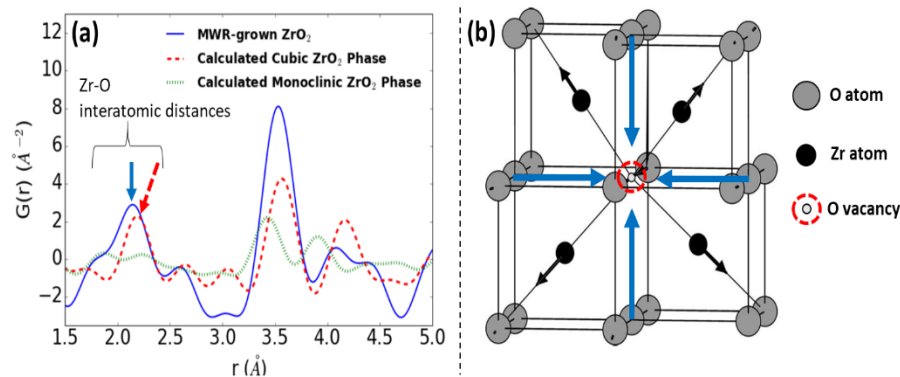 (a)
MWR-grown ZrO₂
Calculated Cubic ZrO₂ Phase
Calculated Monoclinic ZrO₂ Phase
Zr-O
interatomic distances
G(r) (Å⁻²)
12
10
8
6
4
2
0
−2
1.5 2.0 2.5 3.0 3.5 4.0 4.5 5.0
r (Å)
(b)
O atom
Zr atom
O vacancy